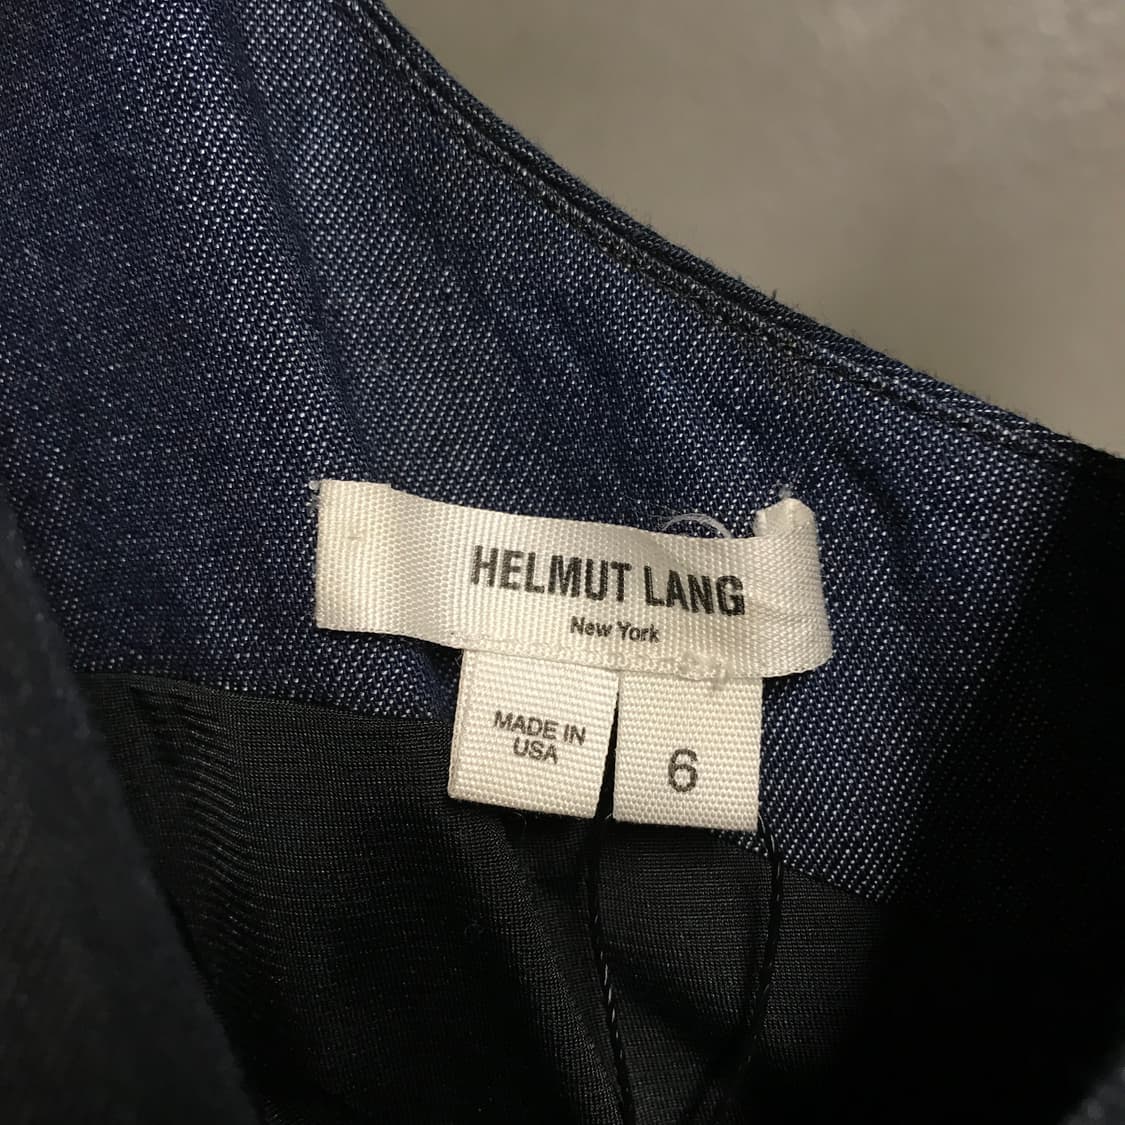 HELMUT LANG
New York
MADE IN
USA
6